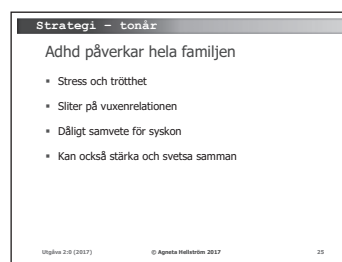 Strategi – tonår
Adhd påverkar hela familjen
▪ Stress och trötthet
▪ Sliter på vuxenrelationen
▪ Dåligt samvete för syskon
▪ Kan också stärka och svetsa samman
Utgåva 2:0 (2017) © Agneta Hellström 2017 25